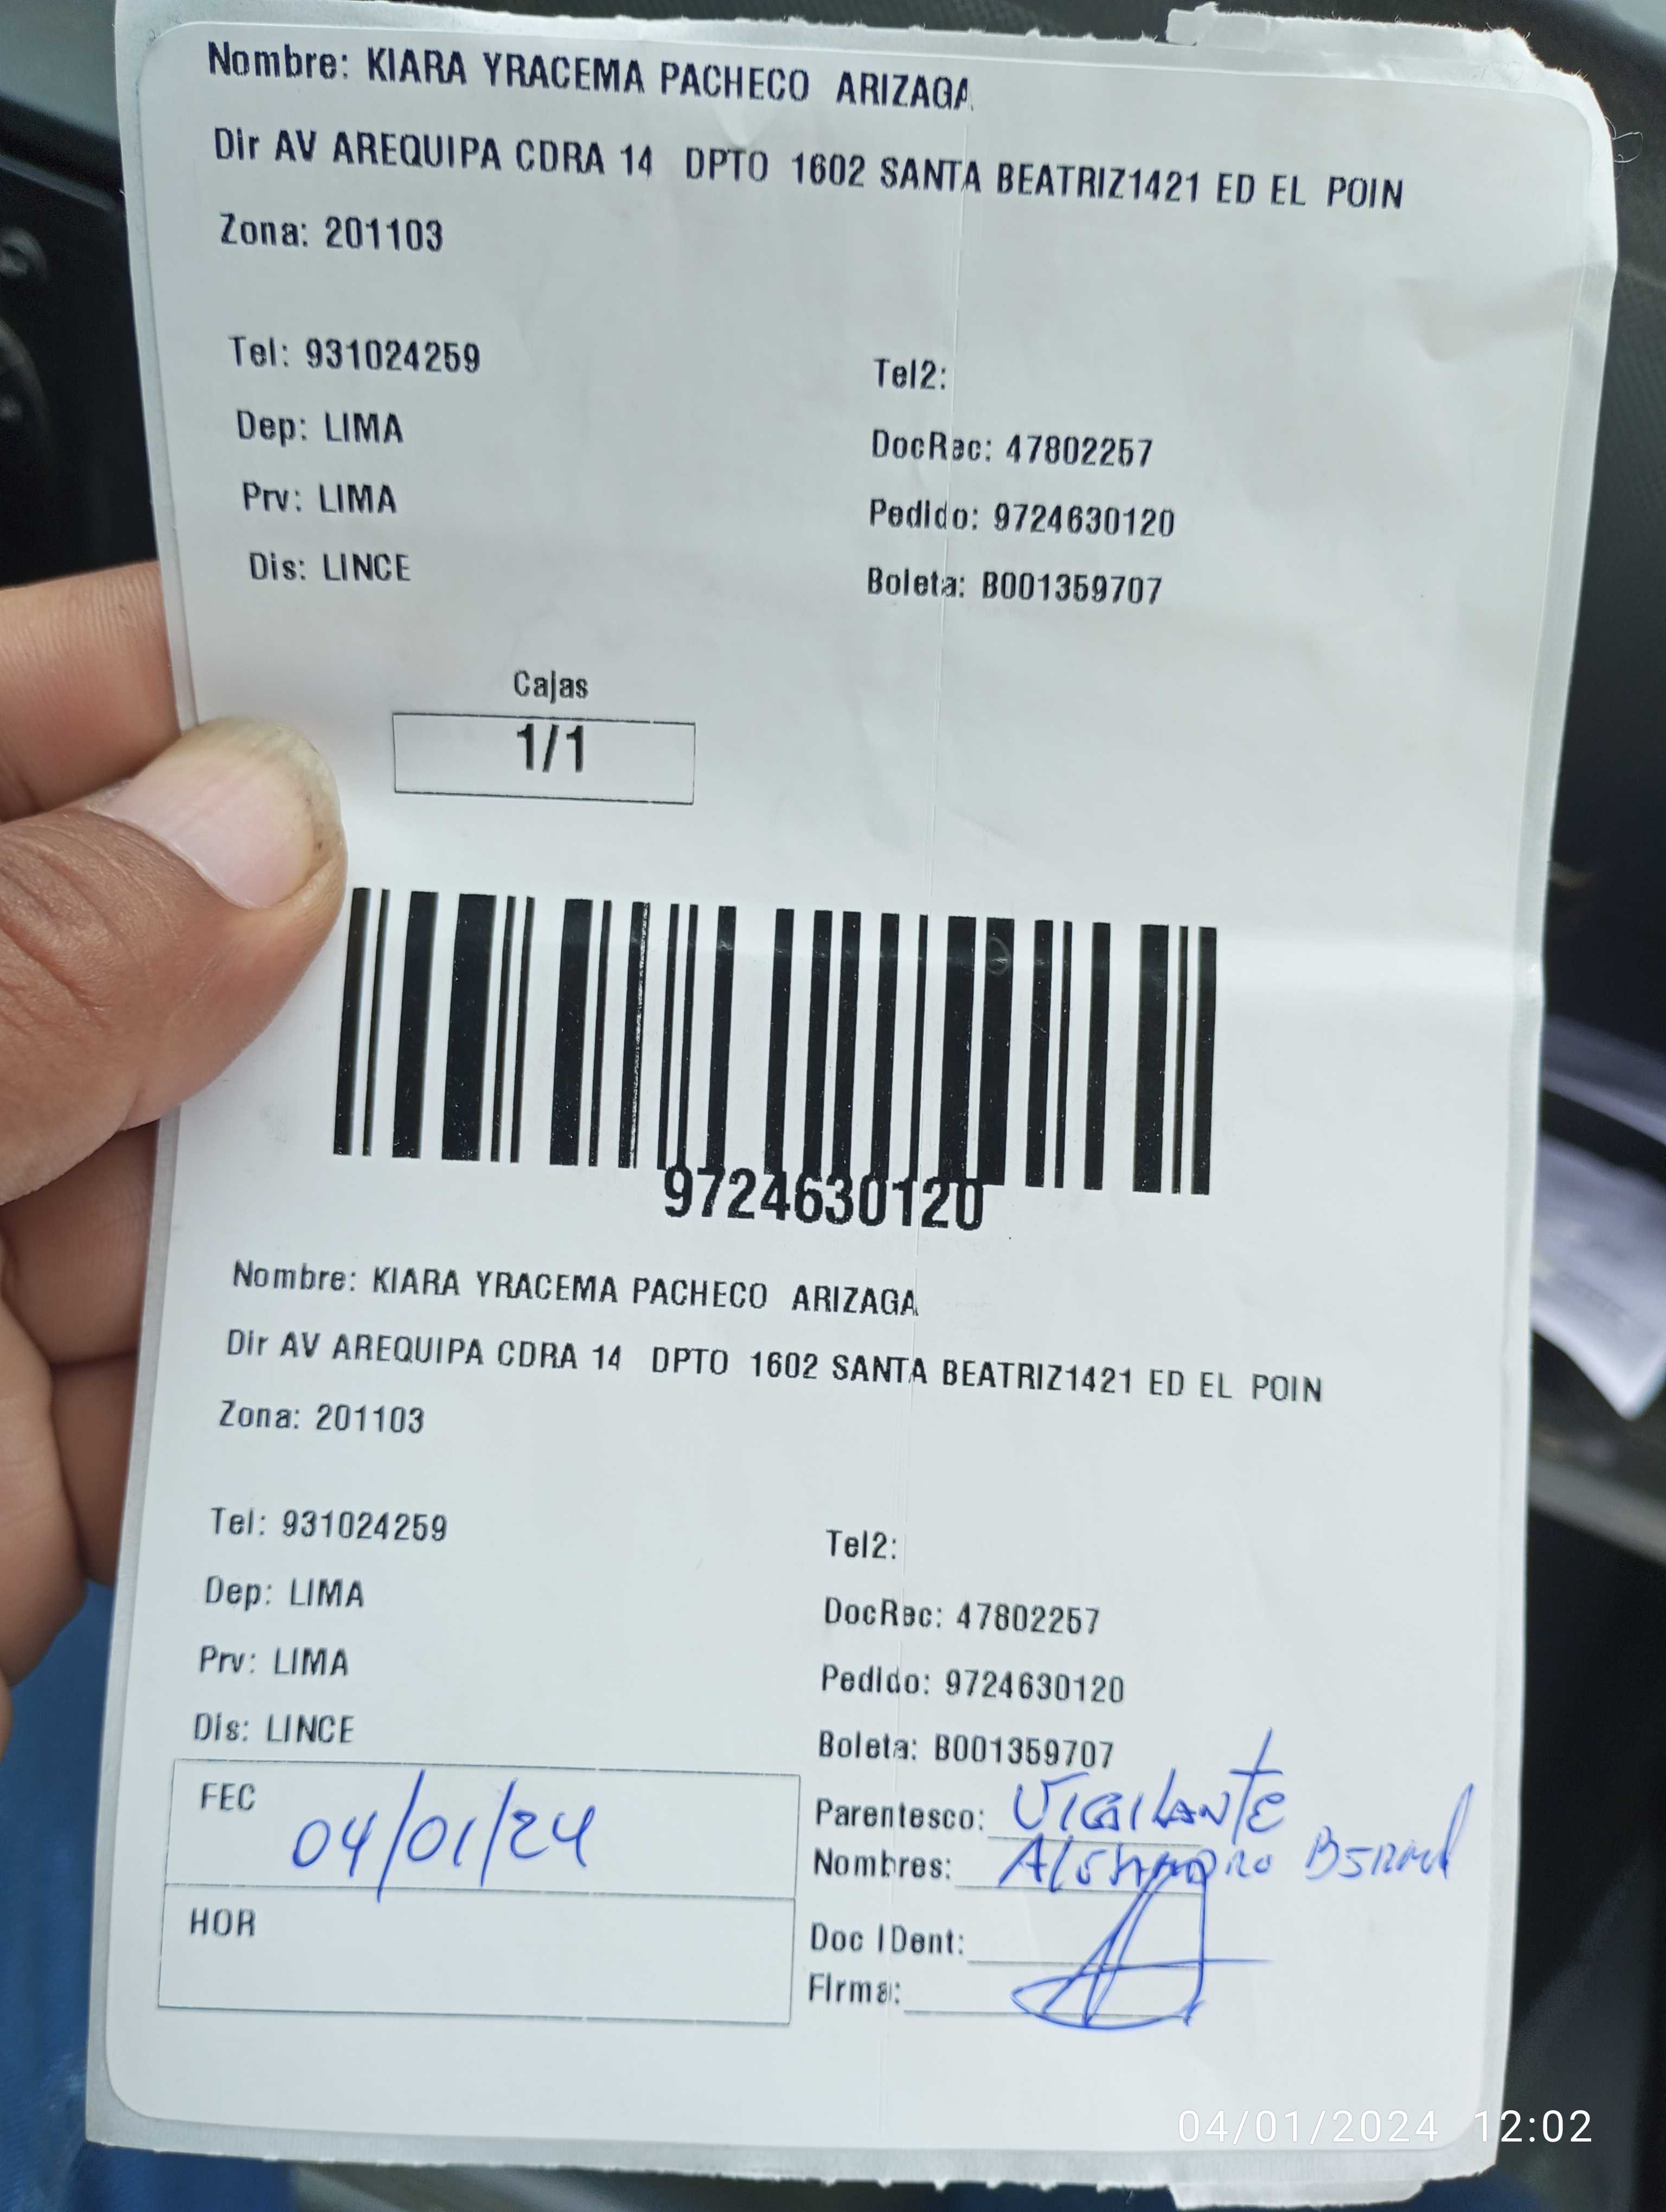 Nombre: KIARA YRACEMA PACHECO ARIZAGA
Dir AV AREQUIPA CDRA 14 DPTO 1602 SANTA BEATRIZ1421 ED EL POIN
Zona: 201103
Tel: 931024259
Tel2:
Dep: LIMA
DocRec: 47802257
Prv: LIMA
Pedido: 9724630120
Dis: LINCE
Boleta: B001359707
Cajas
1/1
9724630120
Nombre: KIARA YRACEMA PACHECO ARIZAGA
Dir AV AREQUIPA CDRA 14 DPTO 1602 SANTA BEATRIZ1421 ED EL POIN
Zona: 201103
Tel: 931024259
Tel2:
Dep: LIMA
DocRec: 47802257
Prv: LIMA
Pedido: 9724630120
Dis: LINCE
Boleta: B001359707
FEC 04/01/24
Parentesco: VIGILANTE
Nombres:
HOR
Doc IDent:
Firma:
04/01/2024 12:02